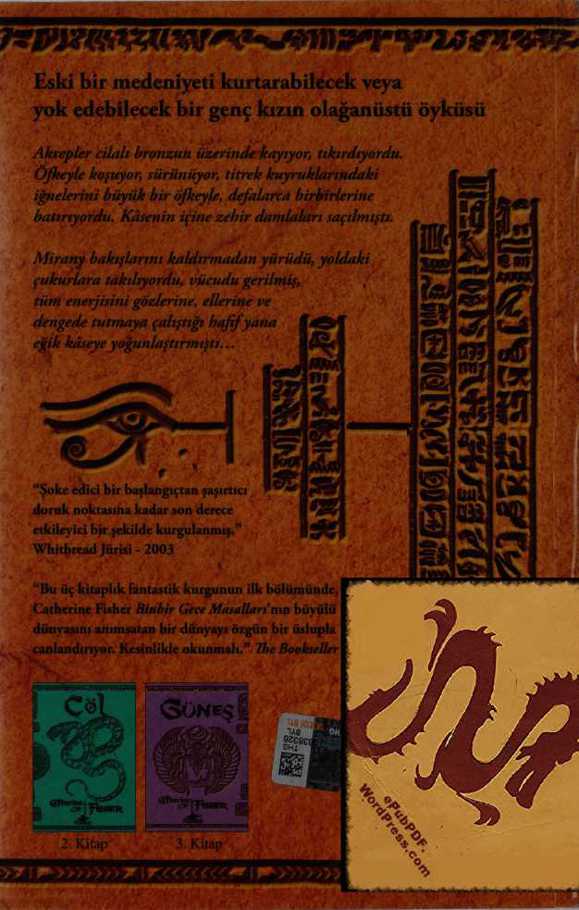 Eski bir medeniyeti kurtarabilecek veya
yok edebilecek bir genç kızın olağanüstü öyküsü
Akrepler cilalı bronzun üzerinde kayıyor, tıkırdıyordu.
Öfkeyle koşuyor, sürünüyor, titrek kuyruklarındaki
iğnelerini büyük bir öfkeyle, defalarca birbirlerine
batırıyordu. Kâsenin içine zehir damlaları saçılmıştı.
Mirany bakışlarını kaldırmadan yürüdü, yoldaki
çukurlara takılıyordu, vücudu gerilmiş,
tüm enerjisini gözlerine, ellerine ve
dengede tutmaya çalıştığı hafif yana
eğik kâseye yoğunlaştırmıştı…
“Şoke edici bir başlangıçtan şaşırtıcı
doruk noktasına kadar son derece
etkileyici bir şekilde kurgulanmış.”
Whitbread Jürisi - 2003
“Bu üç kitaplık fantastik kurgunun ilk bölümünde,
Catherine Fisher Binbir Gece Masalları’nın büyülü
dünyasını anımsatan bir dünyayı özgün bir üslupla
canlandırıyor. Kesinlikle okunmalı.” The Bookseller
Çöl
Catherine Fisher
2. Kitap
GÜNEŞ
Catherine Fisher
3. Kitap
ePubPDF.
WordPress.com